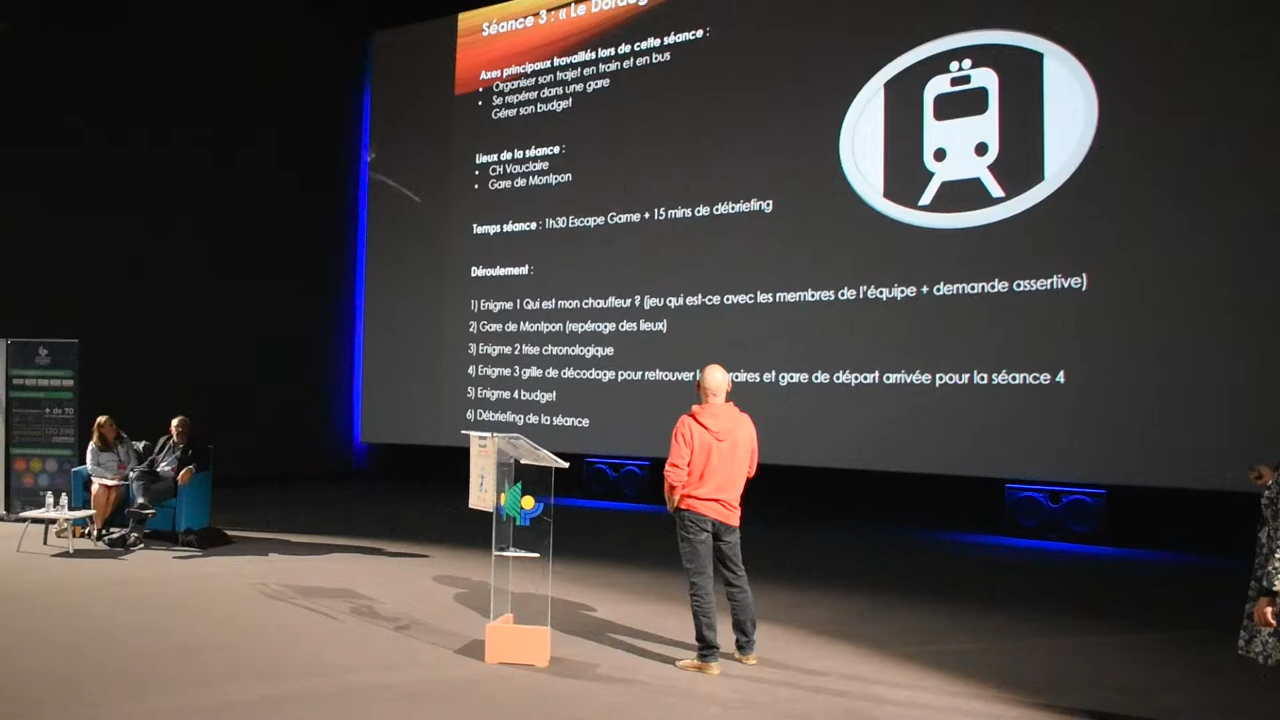 Séance 3 : « Le
Axes principaux travaillés lors de cette séance :
• Organiser son trajet en train et en bus
• Se repérer dans une gare
Gérer son budget
Lieux de la séance :
• CH Vauclaire
• Gare de Montpon
Temps séance : 1h30 Escape Game + 15 mins de débriefing
Déroulement :
1) Enigme 1 Qui est mon chauffeur ? (jeu qui est-ce avec les membres de l'équipe + demande assertive)
2) Gare de Montpon (repérage des lieux)
3) Enigme 2 frise chronologique
4) Enigme 3 grille de décodage pour retrouver et gare de départ arrivée pour la séance 4
5) Enigme 4 budget
6) Débriefing de la séance
+ de 70
120 390